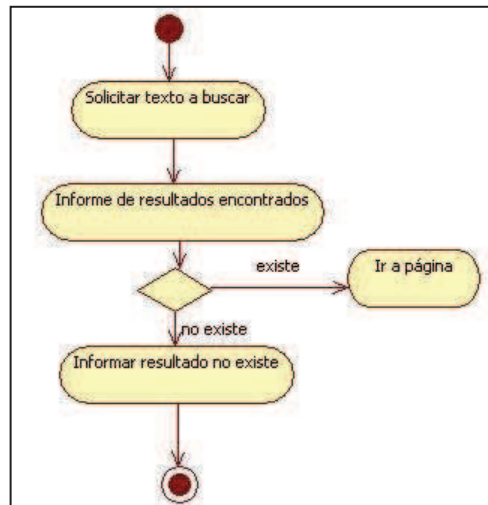 Solicitar texto a buscar
Informe de resultados encontrados
existe
Ir a página
no existe
Informar resultado no existe